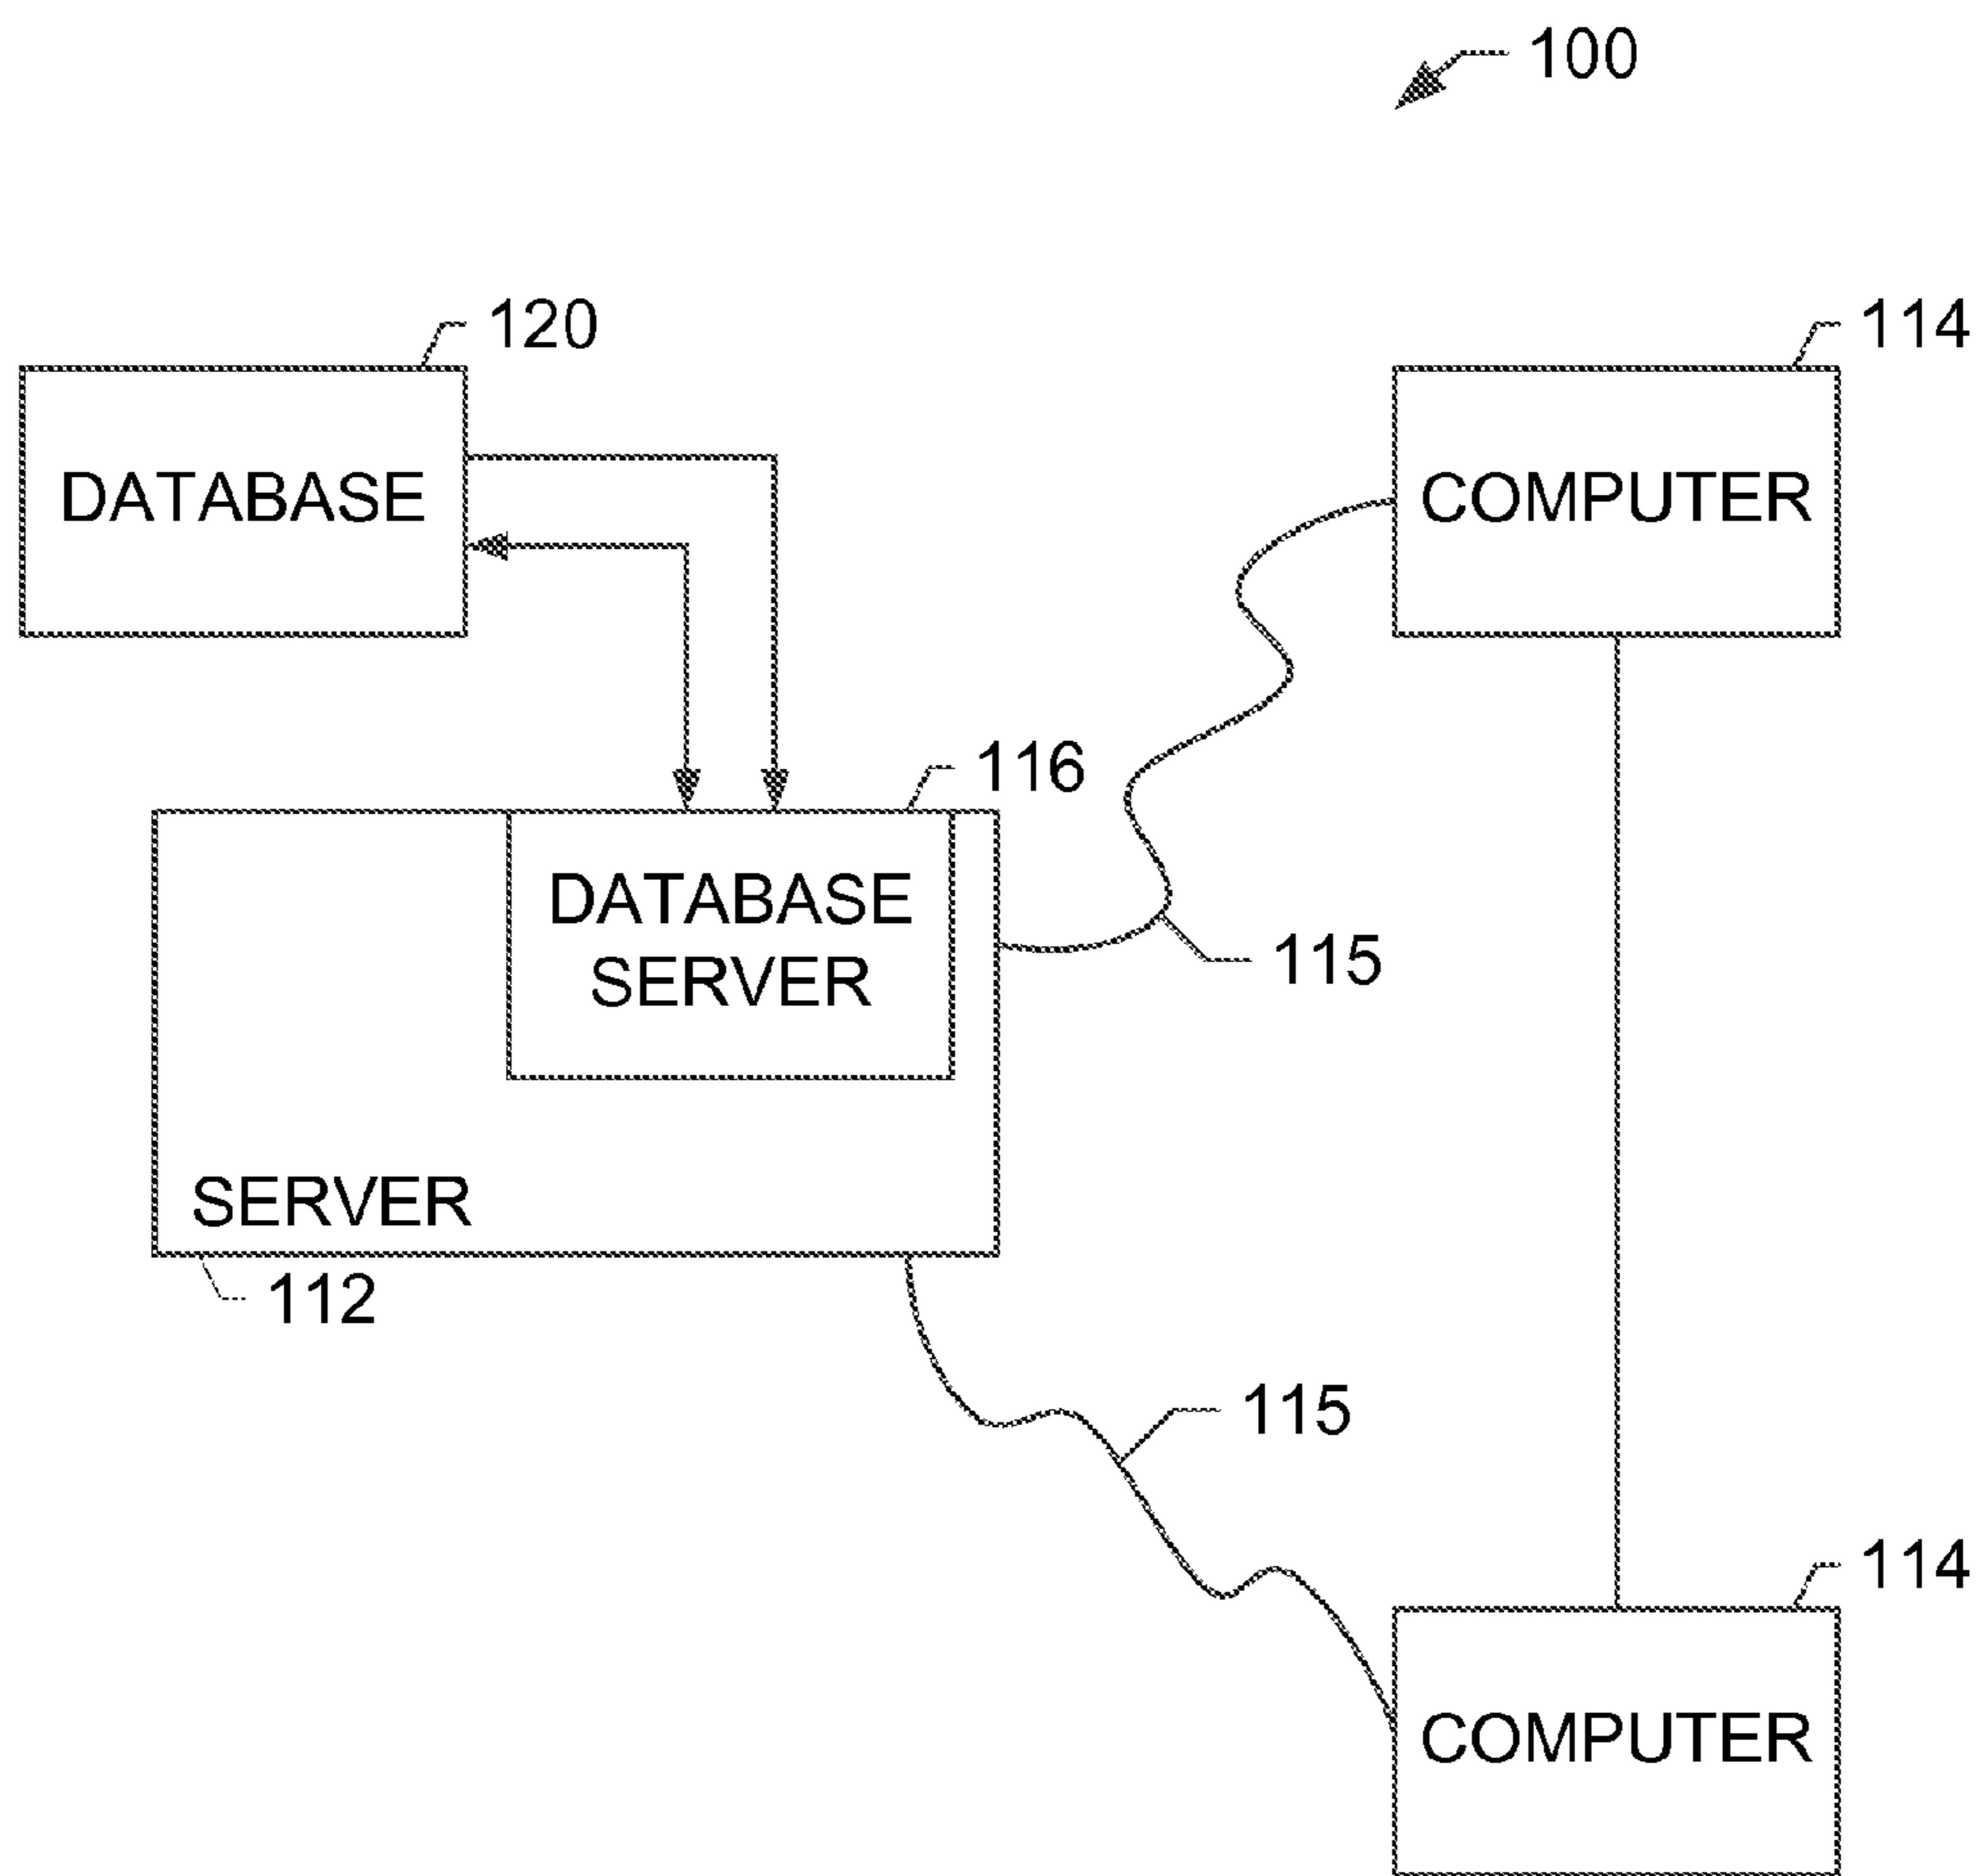 100
120
114
DATABASE
COMPUTER
116
DATABASE
SERVER
115
SERVER
112
115
114
COMPUTER